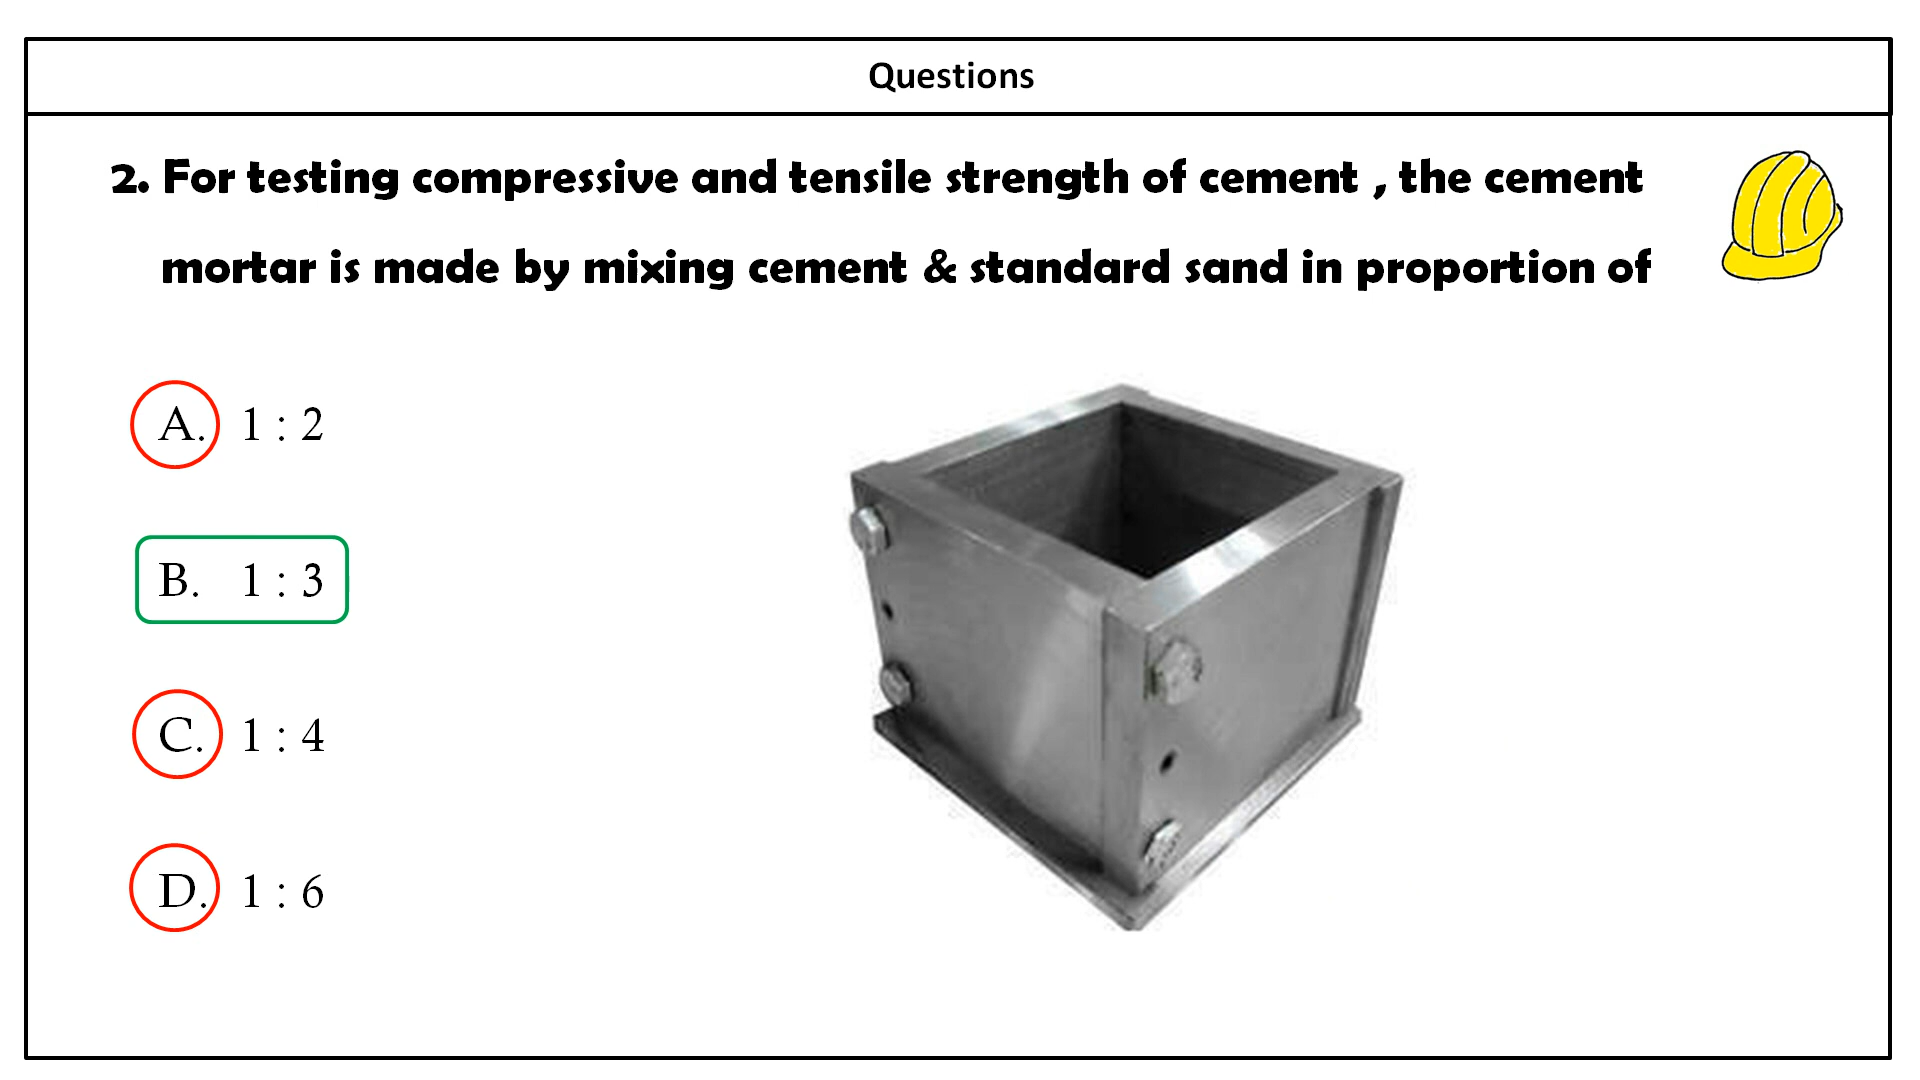 Questions
2. For testing compressive and tensile strength of cement , the cement
mortar is made by mixing cement & standard sand in proportion of
A. 1 : 2
B. 1 : 3
C. 1 : 4
D. 1 : 6